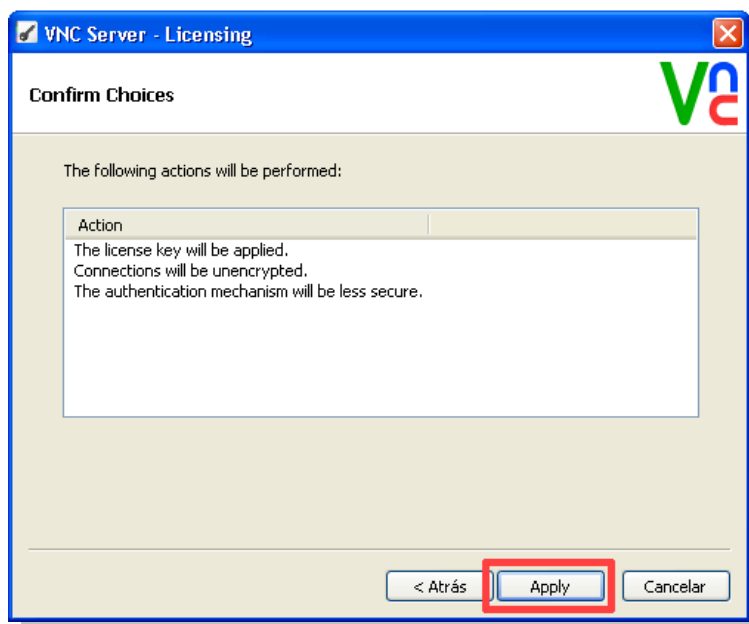 VNC Server - Licensing
Confirm Choices
Vnc
The following actions will be performed:
Action
The license key will be applied.
Connections will be unencrypted.
The authentication mechanism will be less secure.
< Atrás
Apply
Cancelar